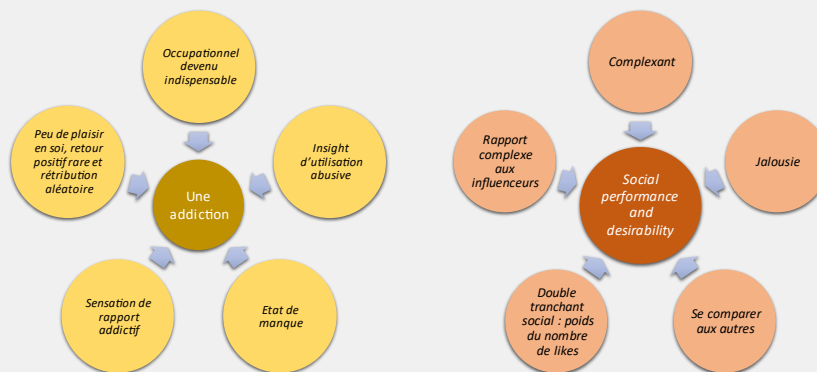 Occupationnel
devenu
indispensable
Peu de plaisir
en soi, retour
positif rare et
rétribution
aléatoire
Insight
d’utilisation
abusive
Une
addiction
Sensation de
rapport
addictif
Etat de
manque
Complexant
Rapport
complexe
aux
influenceurs
Jalousie
Social
performance
and
desirability
Double
tranchant
social : poids
du nombre
de likes
Se comparer
aux autres